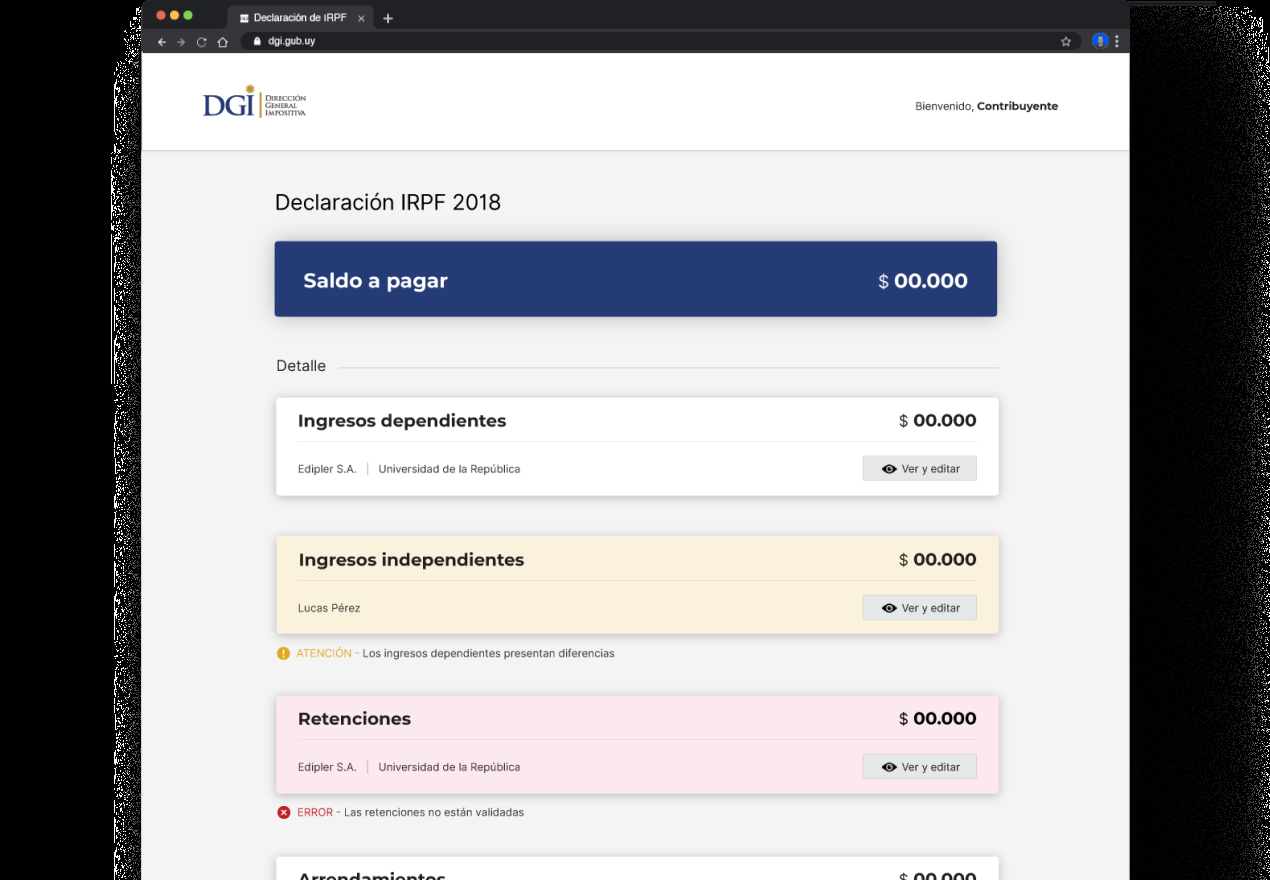 Declaración de IRPF
dgi.gub.uy
DGI DIRECCIÓN
GENERAL
IMPOSITIVA
Bienvenido, Contribuyente
Declaración IRPF 2018
Saldo a pagar $ 00.000
Detalle
Ingresos dependientes $ 00.000
Edipler S.A. | Universidad de la República Ver y editar
Ingresos independientes $ 00.000
Lucas Pérez Ver y editar
ATENCIÓN - Los ingresos dependientes presentan diferencias
Retenciones $ 00.000
Edipler S.A. | Universidad de la República Ver y editar
ERROR - Las retenciones no están validadas
Arrendamientos $ 00.000